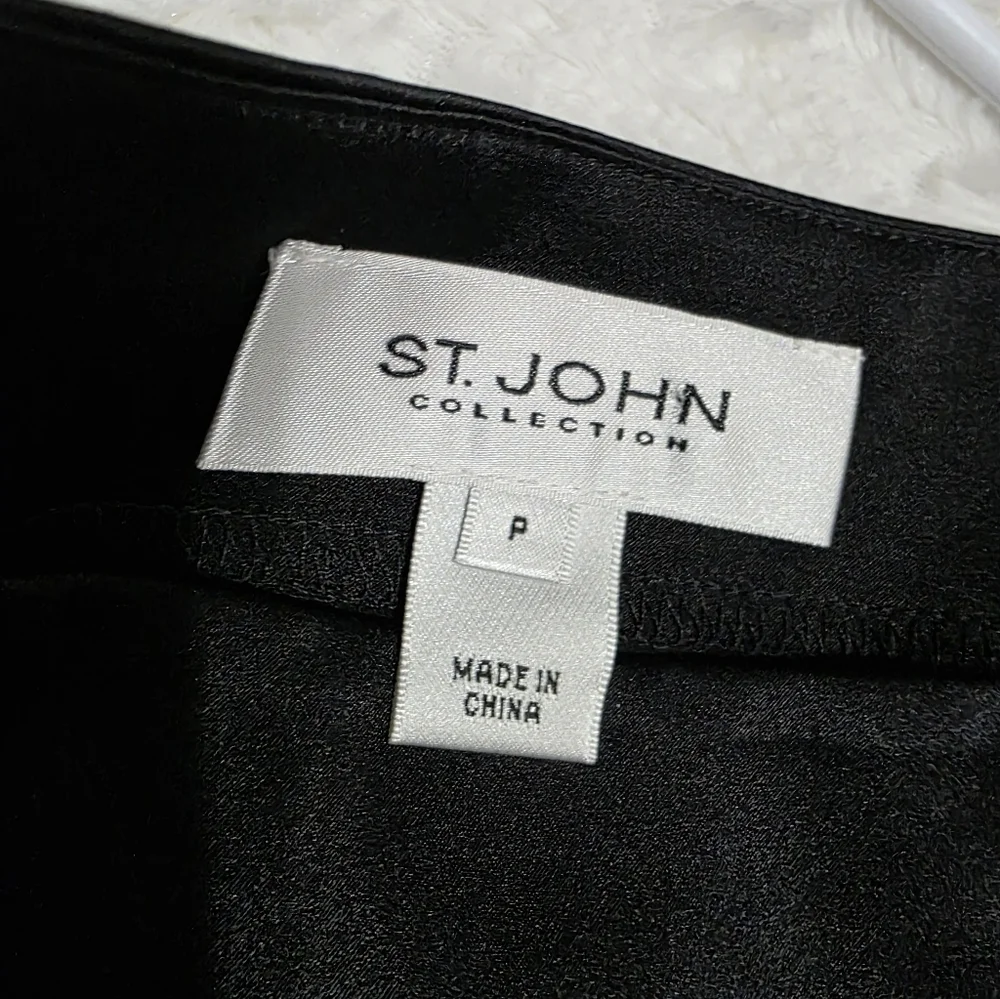 ST. JOHN
COLLECTION
P
MADE IN
CHINA